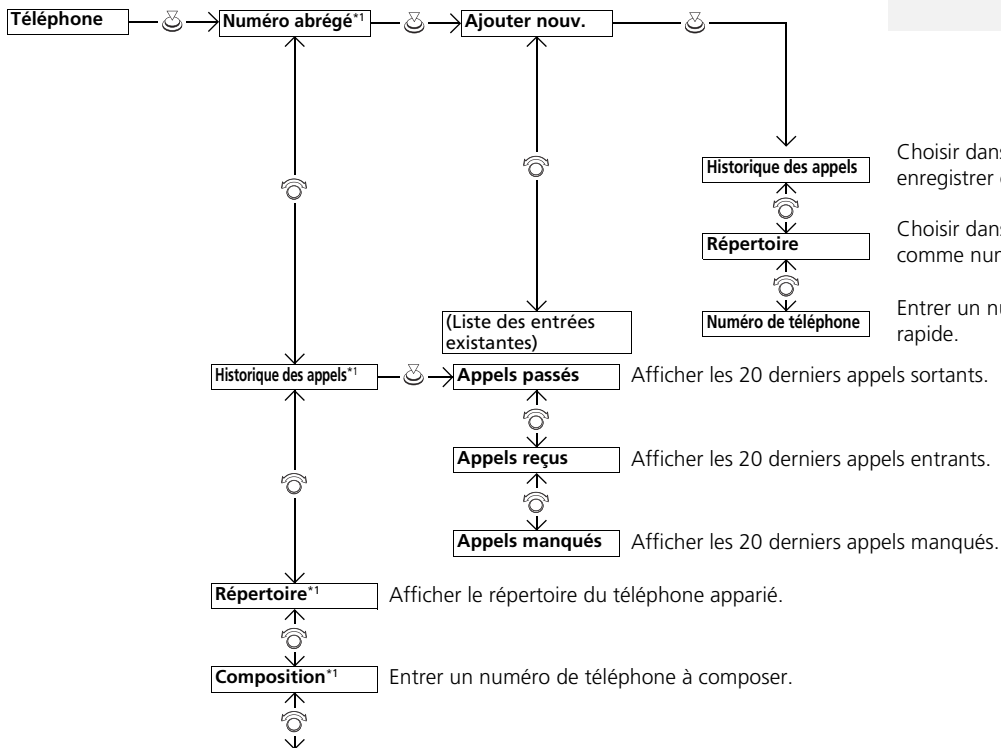 Téléphone
Numéro abrégé*1
Ajouter nouv.
Historique des appels
Choisir dans
enregistrer
Répertoire
Choisir dans
comme
Numéro de téléphone
Entrer un
rapide.
(Liste des entrées
existantes)
Historique des appels*1
Appels passés
Afficher les 20 derniers appels sortants.
Appels reçus
Afficher les 20 derniers appels entrants.
Appels manqués
Afficher les 20 derniers appels manqués.
Répertoire*1
Afficher le répertoire du téléphone apparié.
Composition*1
Entrer un numéro de téléphone à composer.